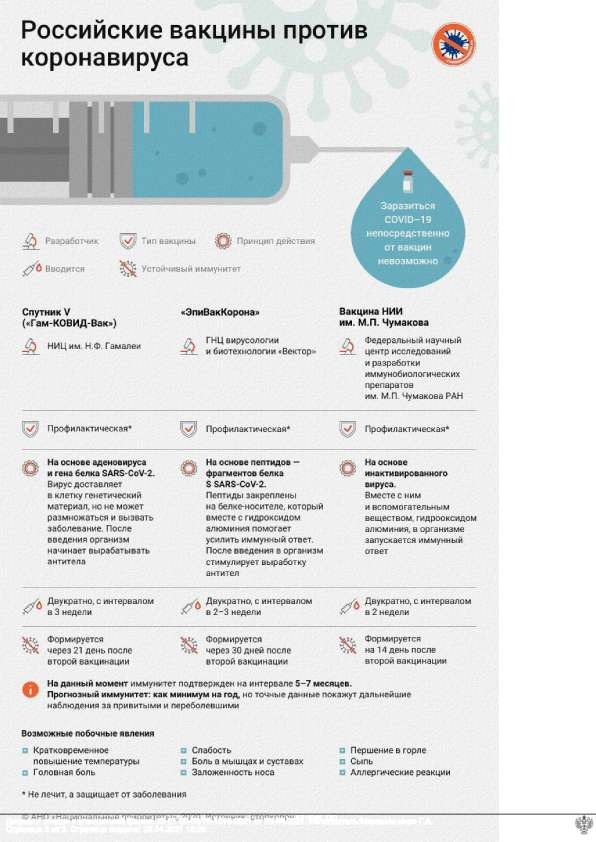 Российские вакцины против
коронавируса
Заразиться
COVID–19
непосредственно
от вакцин
невозможно
Разработчик
Тип вакцины
Принцип действия
Вводится
Устойчивый иммунитет
Спутник V
(«Гам-КОВИД-Вак»)
НИЦ им. Н.Ф. Гамалеи
«ЭпиВакКорона»
ГНЦ вирусологии
и биотехнологии «Вектор»
Вакцина НИИ
им. М.П. Чумакова
Федеральный научный
центр исследований
и разработки
иммунобиологических
препаратов
им. М.П. Чумакова РАН
Профилактическая*
Профилактическая*
Профилактическая*
На основе аденовируса
и гена белка SARS-CoV-2.
Вирус доставляет
в клетку генетический
материал, но не может
размножаться и вызвать
заболевание. После
введения организм
начинает вырабатывать
антитела
На основе пептидов —
фрагментов белка
S SARS-CoV-2.
Пептиды закреплены
на белке-носителе, который
вместе с гидроксидом
алюминия помогает
усилить иммунный ответ.
После введения в организм
стимулирует выработку
антител
На основе
инактивированного
вируса.
Вместе с ним
и вспомогательным
веществом, гидрооксидом
алюминия, в организме
запускается иммунный
ответ
Двукратно, с интервалом
в 3 недели
Двукратно, с интервалом
в 2–3 недели
Двукратно, с интервалом
в 2 недели
Формируется
через 21 день после
второй вакцинации
Формируется
через 30 дней после
второй вакцинации
Формируется
на 14 день после
второй вакцинации
На данный момент иммунитет подтвержден на интервале 5–7 месяцев.
Прогнозный иммунитет: как минимум на год, но точные данные покажут дальнейшие
наблюдения за привитыми и переболевшими
Возможные побочные явления
Кратковременное
повышение температуры
Головная боль
Слабость
Боль в мышцах и суставах
Заложенность носа
Першение в горле
Сыпь
Аллергические реакции
* Не лечит, а защищает от заболевания
© АНО «Национальные